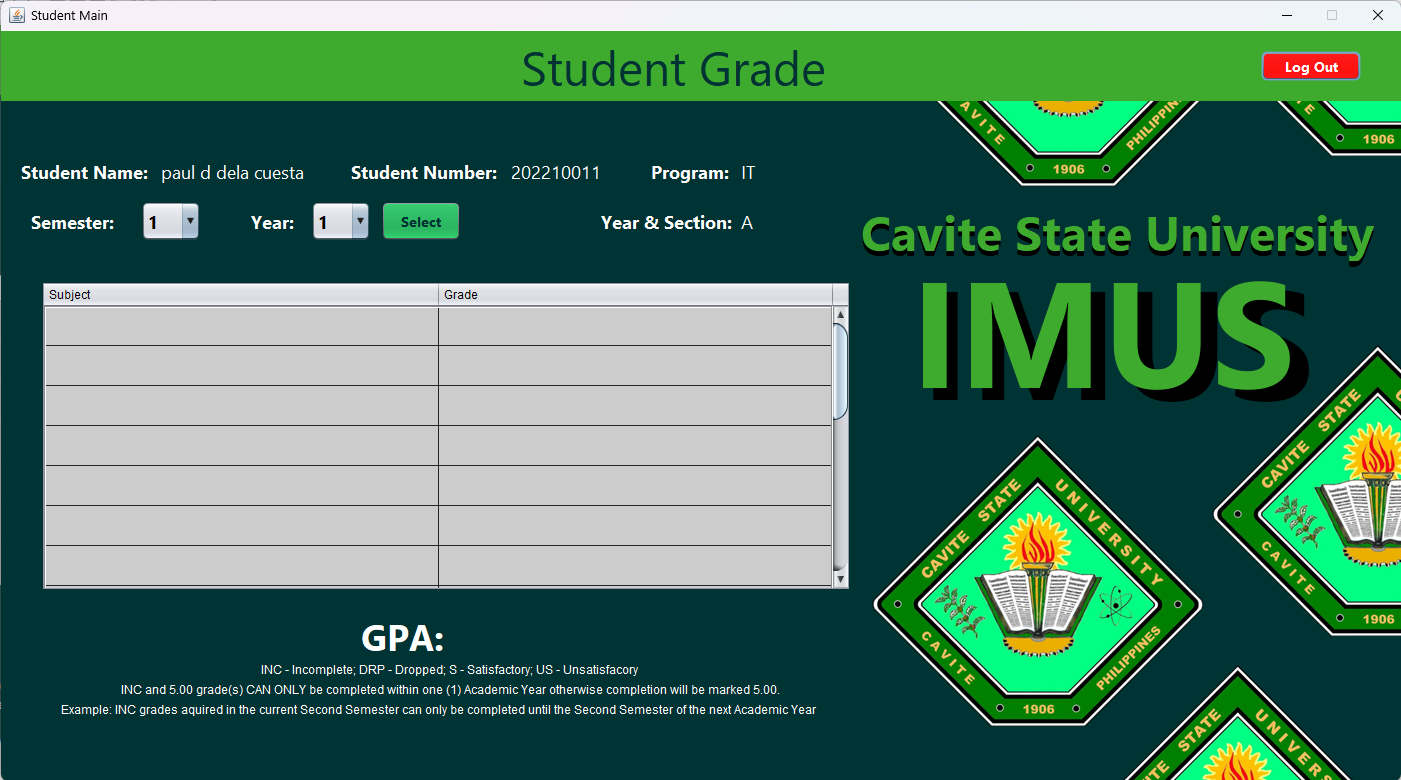 Student Main
Student Grade
Log Out
Student Name: paul d dela cuesta Student Number: 202210011 Program: IT
Semester: 1 Year: 1 Select Year & Section: A
Subject Grade
GPA:
INC - Incomplete; DRP - Dropped; S - Satisfactory; US - Unsatisfacory
INC and 5.00 grade(s) CAN ONLY be completed within one (1) Academic Year otherwise completion will be marked 5.00.
Example: INC grades aquired in the current Second Semester can only be completed until the Second Semester of the next Academic Year
CAVITE PHILIPPINES
1906
1906
Cavite State University
IMUS
CAVITE STATE UNIVERSITY
CAVITE PHILIPPINES
1906
CAVITE STATE
CAVITE
1906
CAVITE STATE UNIVERSITY